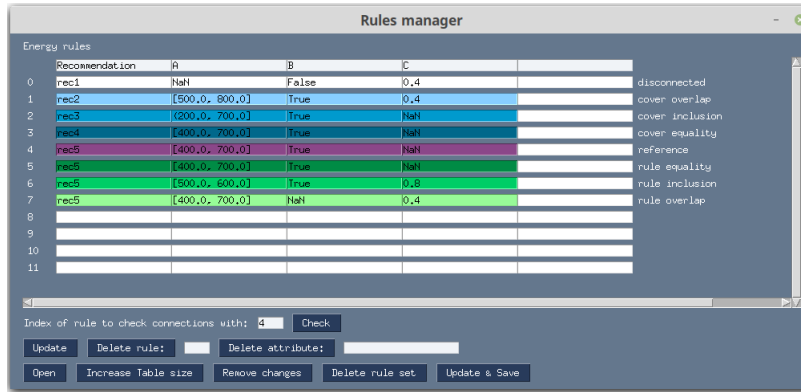 Rules manager
Energy rules
Recommendation A B C
0 rec1 NaN False 0.4 disconnected
1 rec2 [500.0, 800.0] True 0.4 cover overlap
2 rec3 (200.0, 700.0] True NaN cover inclusion
3 rec4 [400.0, 700.0] True NaN cover equality
4 rec5 [400.0, 700.0] True NaN reference
5 rec5 [400.0, 700.0] True NaN rule equality
6 rec5 [500.0, 600.0] True 0.8 rule inclusion
7 rec5 [400.0, 700.0] NaN 0.4 rule overlap
8
9
10
11
Index of rule to check connections with: 4 Check
Update Delete rule: Delete attribute:
Open Increase Table size Remove changes Delete rule set Update & Save